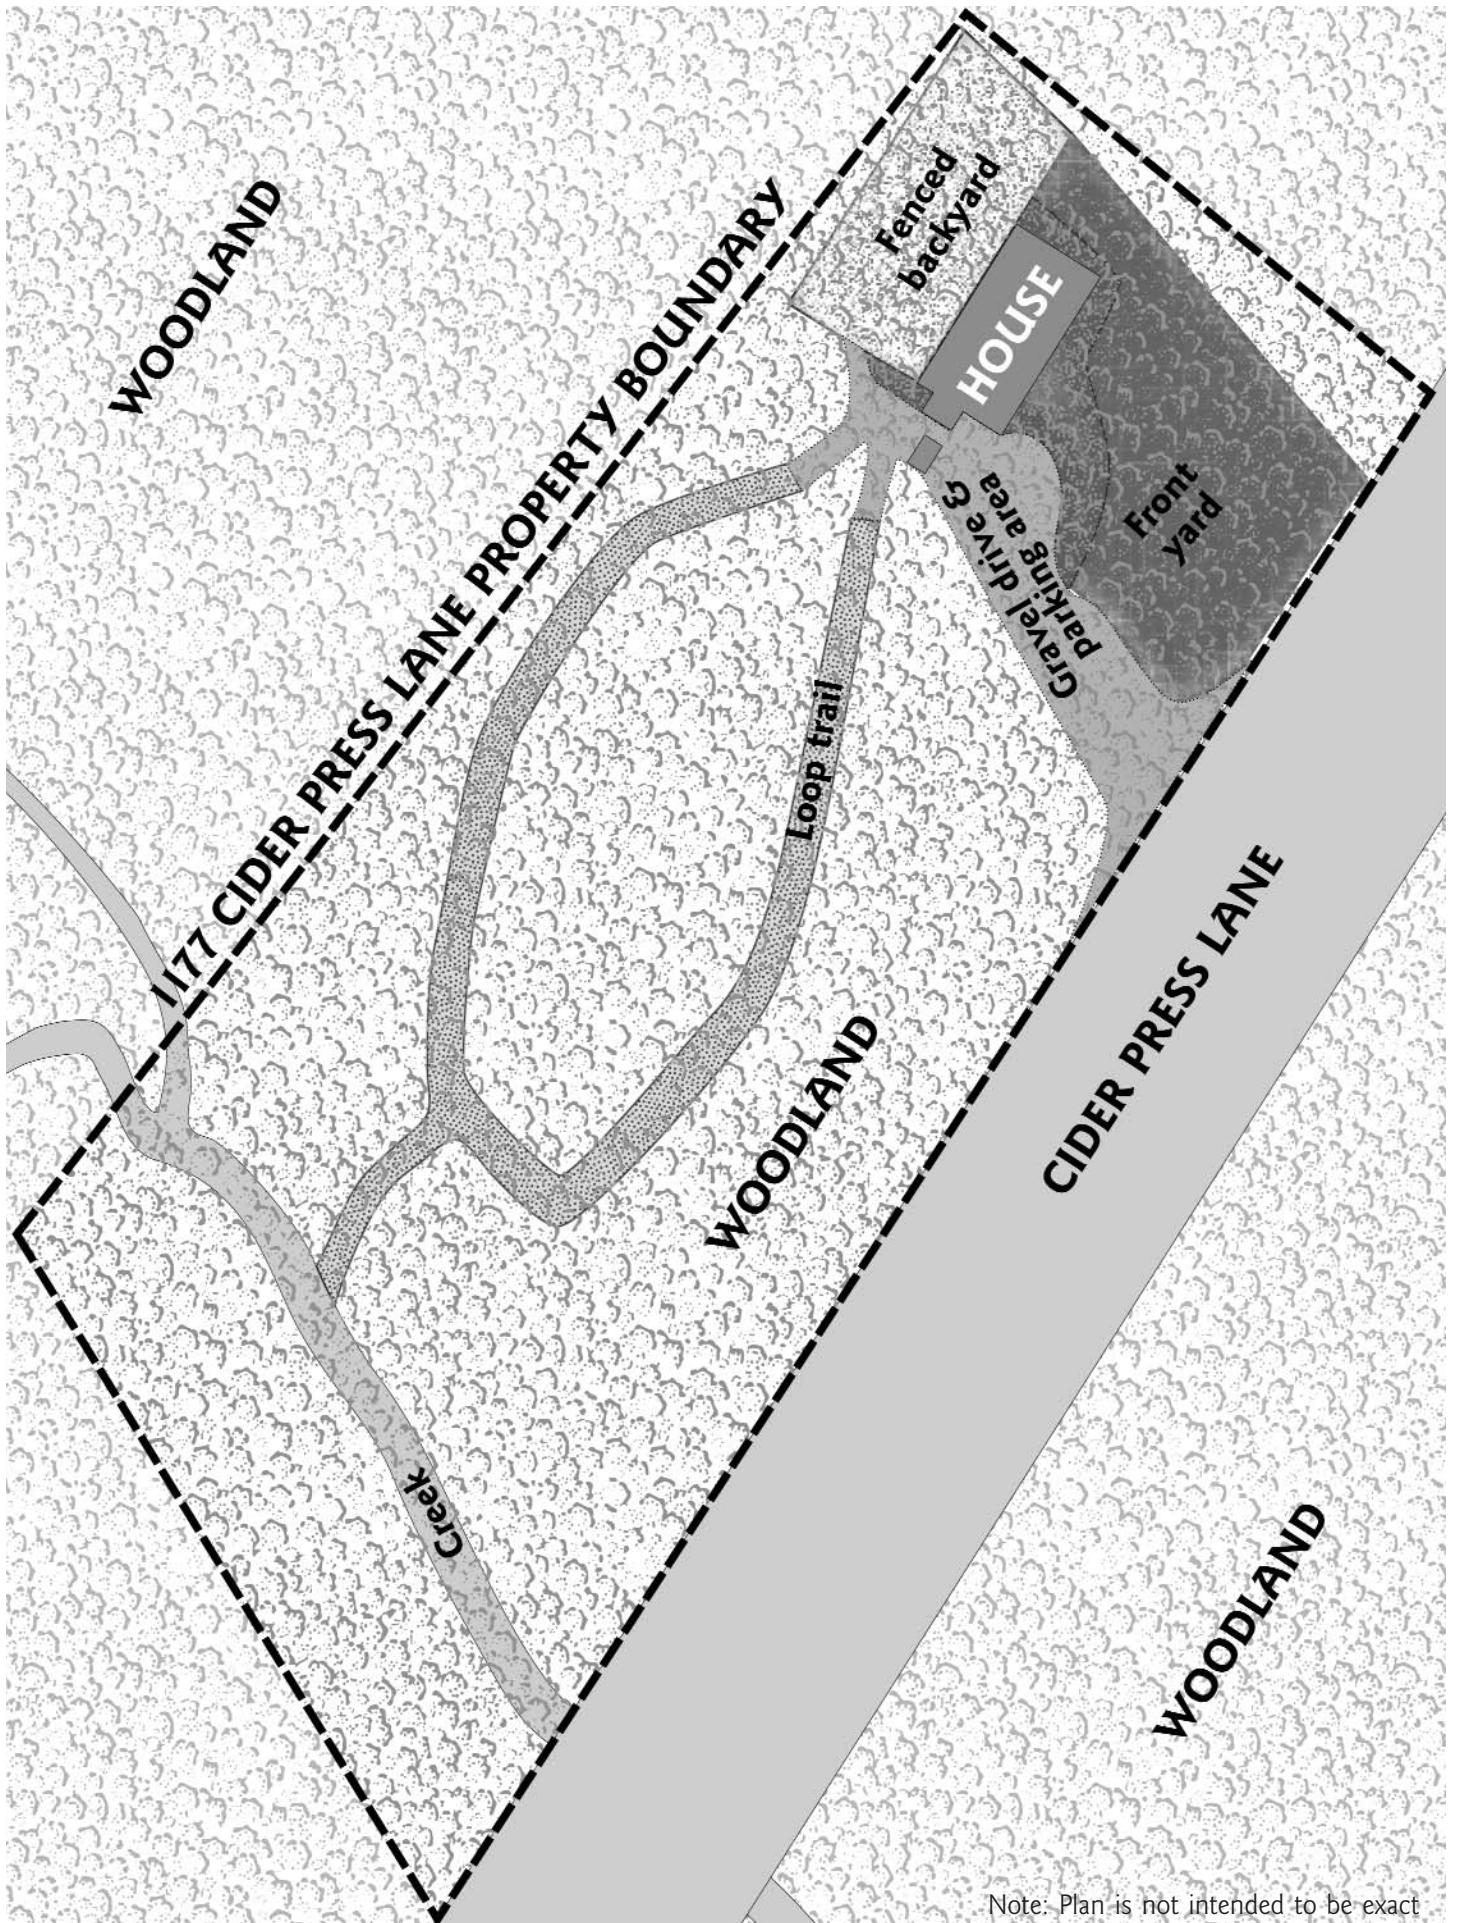 WOODLAND
1177 CIDER PRESS LANE PROPERTY BOUNDARY
Fenced
backyard
HOUSE
Front
yard
Gravel drive &
parking area
Loop trail
WOODLAND
CIDER PRESS LANE
Creek
WOODLAND
Note: Plan is not intended to be exact